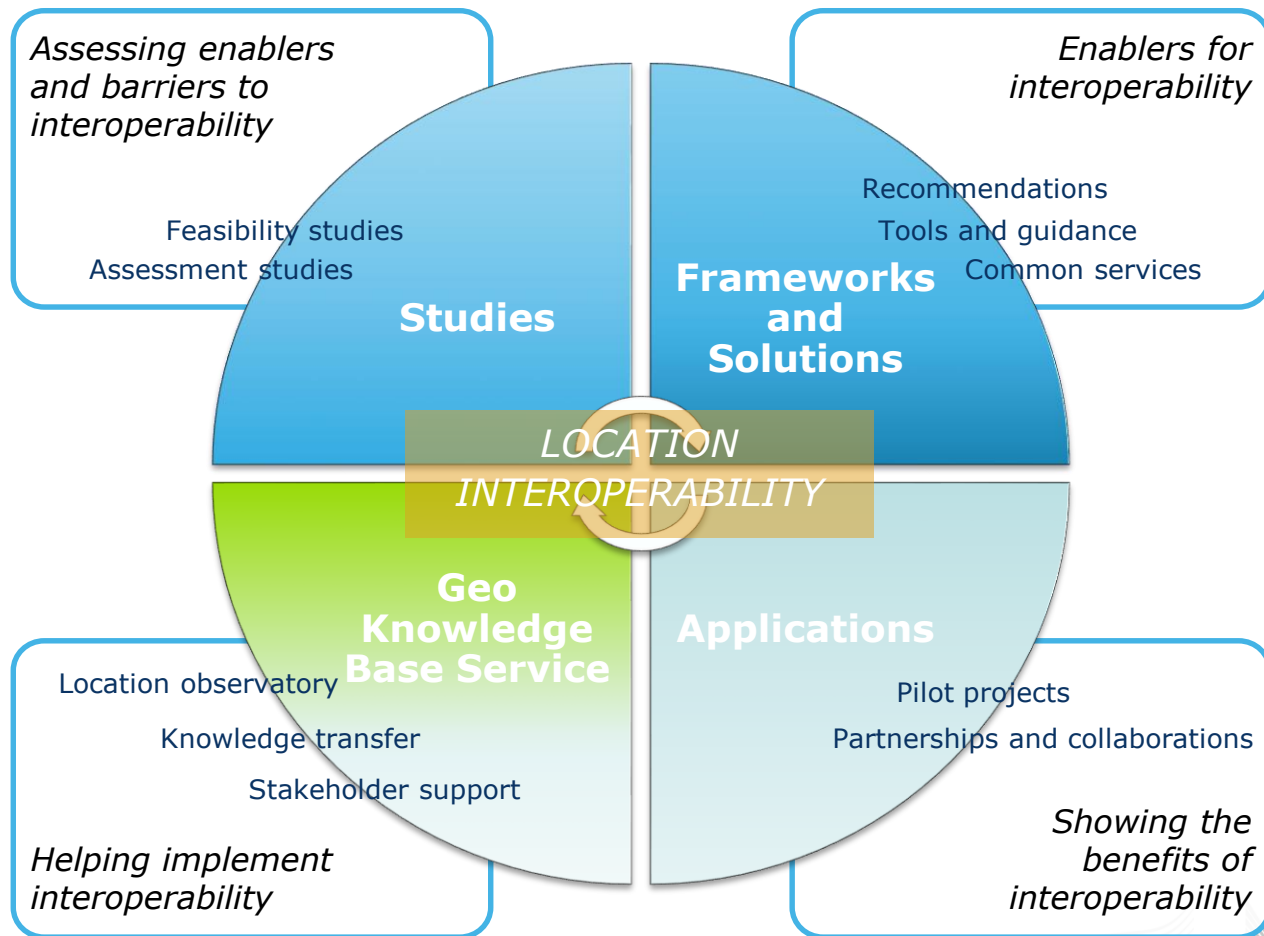 Assessing enablers
and barriers to
interoperability
Feasibility studies
Assessment studies
Studies
Enablers for
interoperability
Recommendations
Tools and guidance
Common services
Frameworks
and
Solutions
LOCATION
INTEROPERABILITY
Geo
Knowledge
Base Service
Location observatory
Knowledge transfer
Stakeholder support
Helping implement
interoperability
Applications
Pilot projects
Partnerships and collaborations
Showing the
benefits of
interoperability